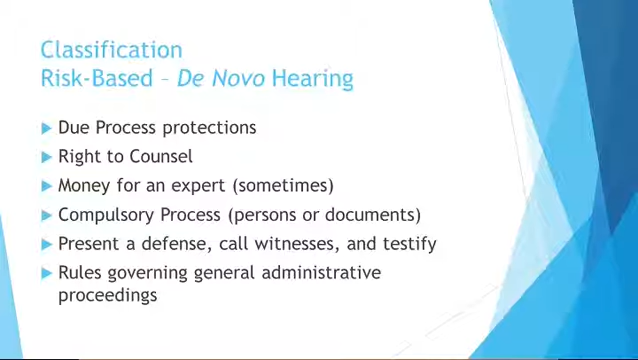 Classification
Risk-Based – De Novo Hearing
Due Process protections
Right to Counsel
Money for an expert (sometimes)
Compulsory Process (persons or documents)
Present a defense, call witnesses, and testify
Rules governing general administrative
proceedings